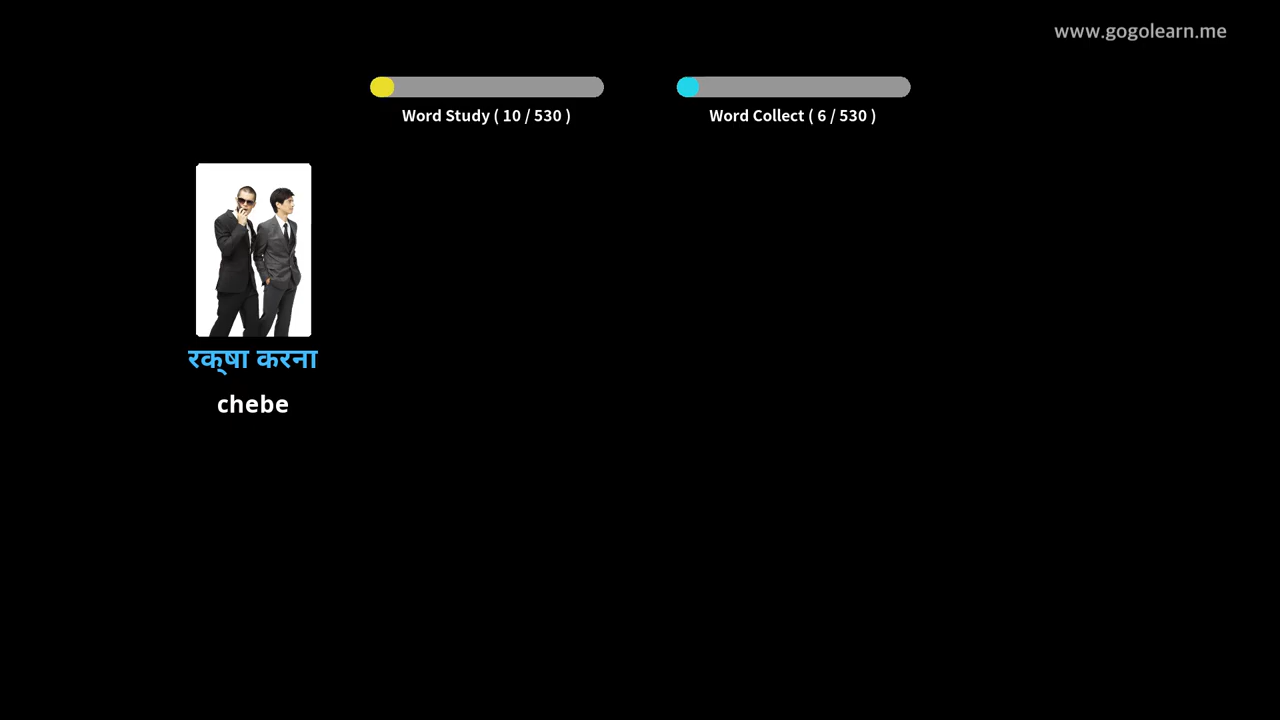 www.gogolearn.me
Word Study ( 10 / 530 )
Word Collect ( 6 / 530 )
रक्षा करना
chebe